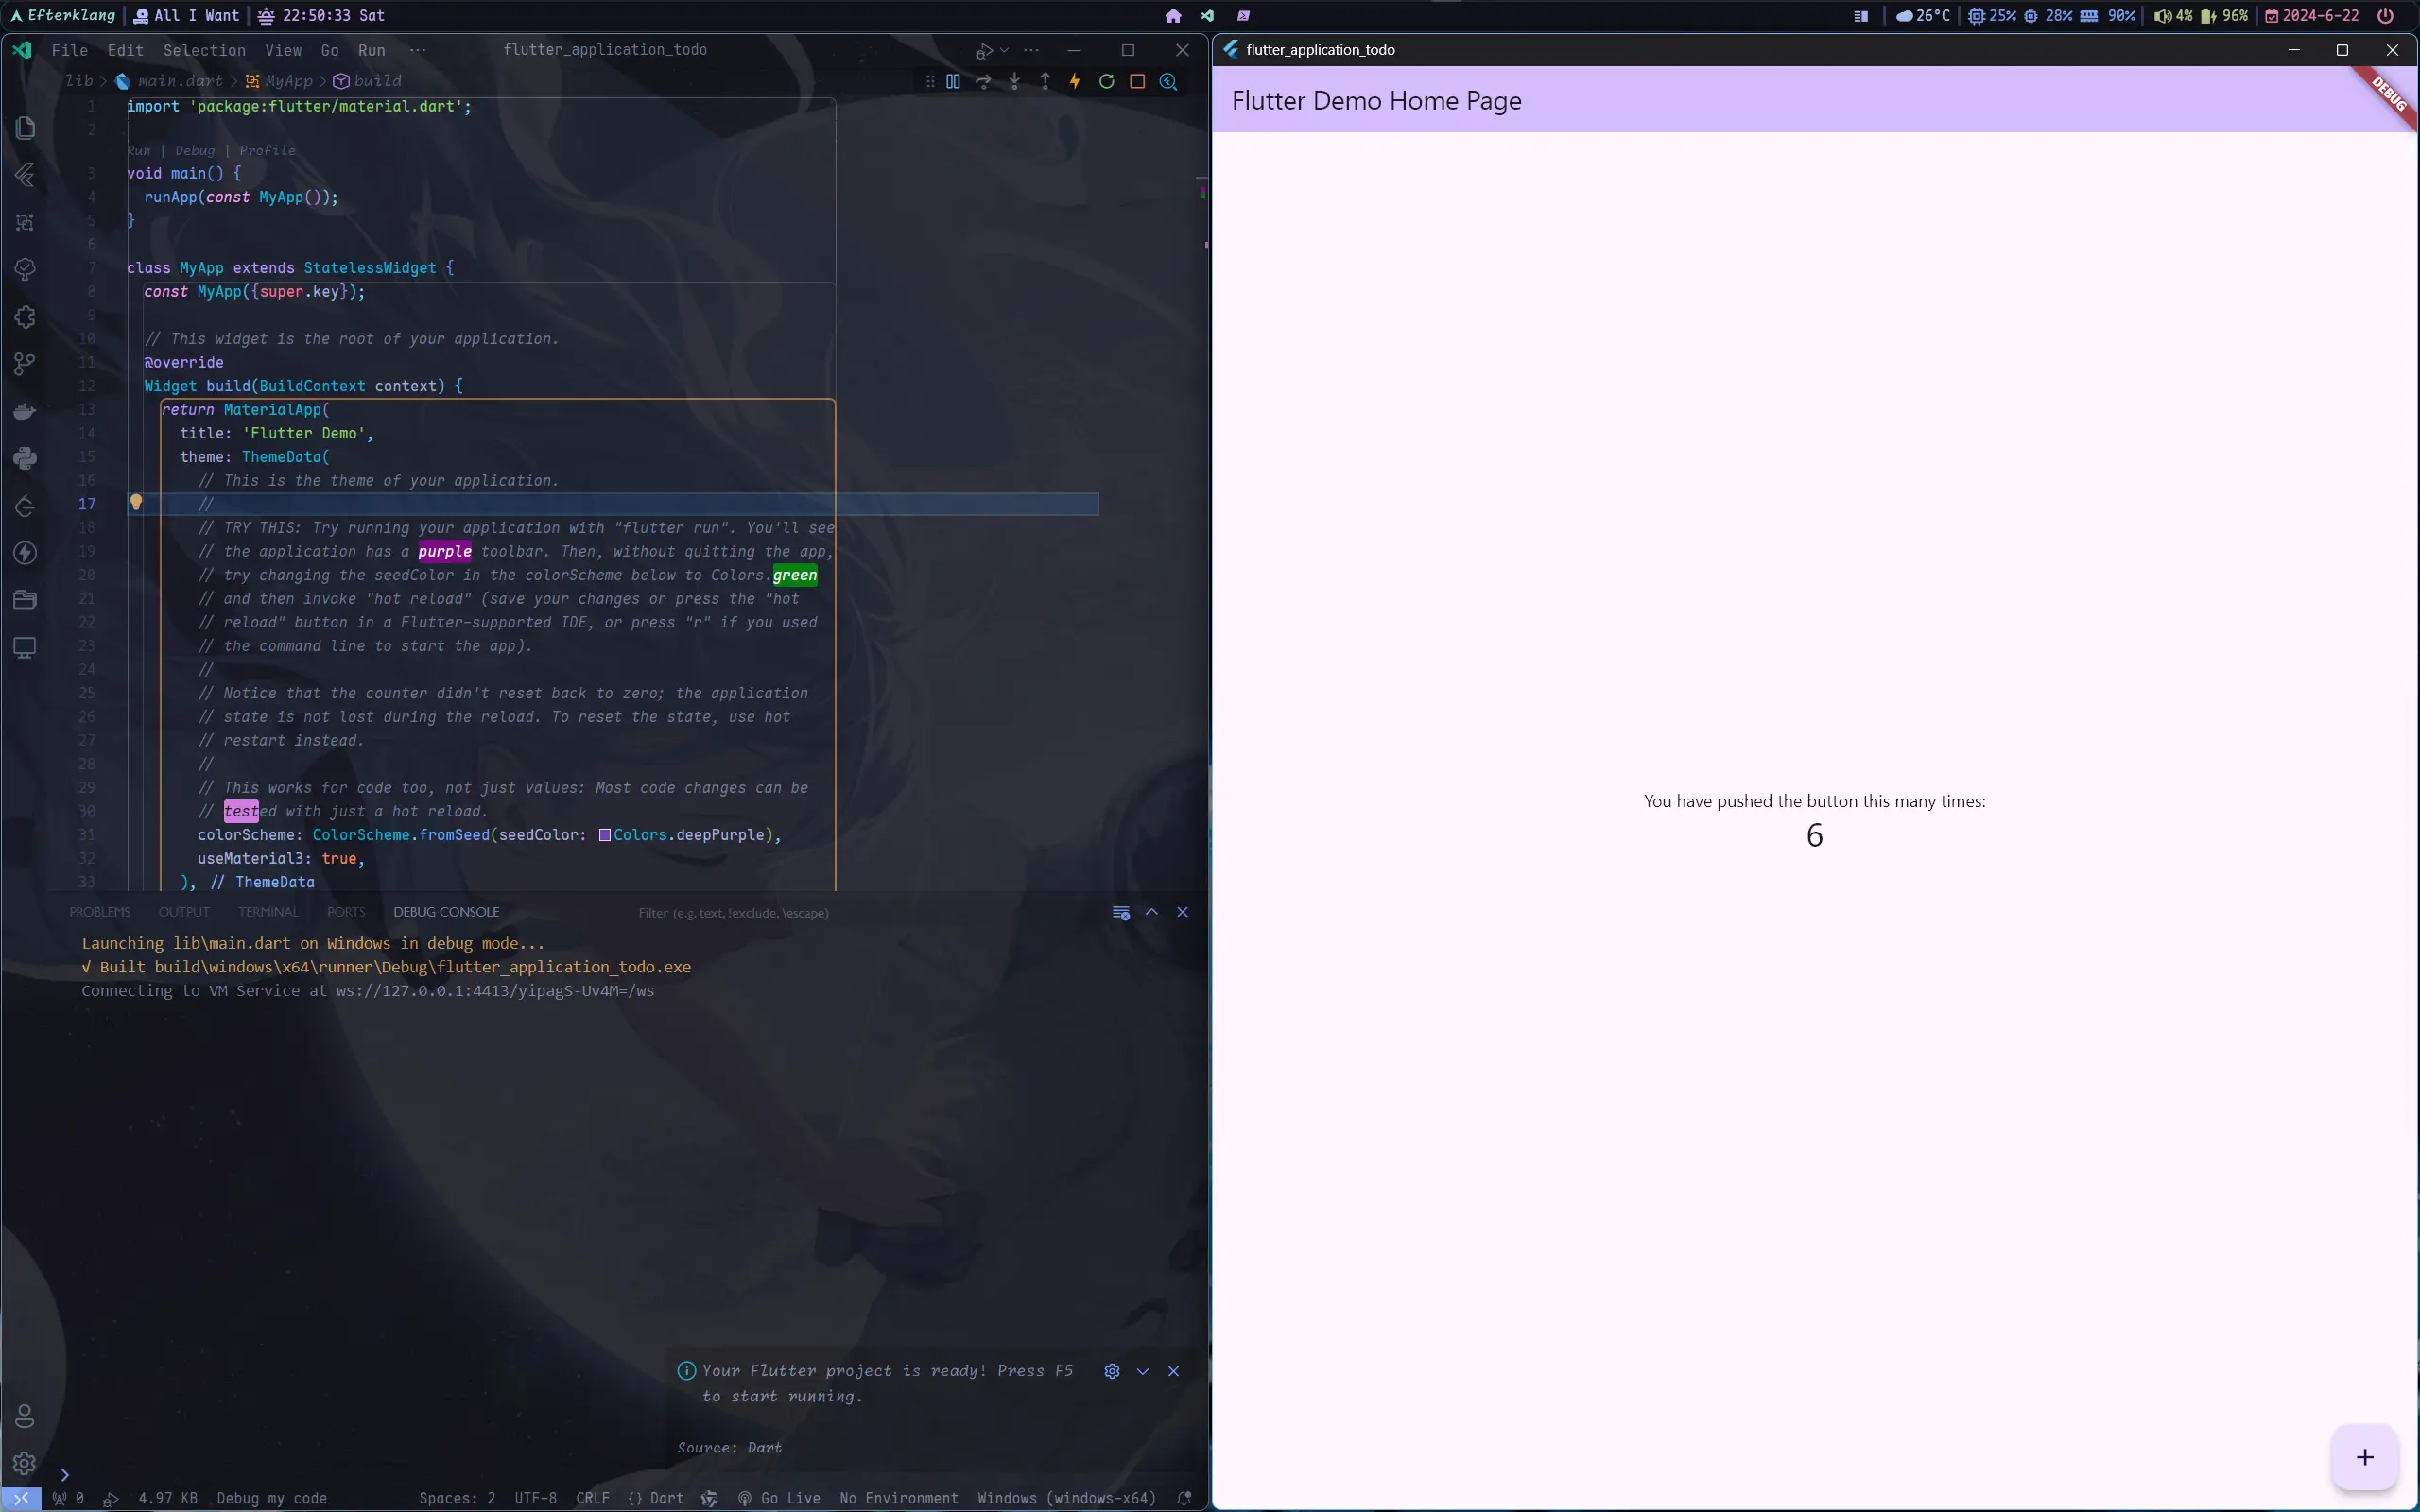 Efterklang | All I Want | 22:50:33 Sat
26°C 25% 28% 90% 4% 96% 2024-6-22
File Edit Selection View Go Run ··· flutter_application_todo
lib > main.dart > MyApp > build
1 import 'package:flutter/material.dart';
2
Run | Debug | Profile
3 void main() {
4 runApp(const MyApp());
5 }
6
7 class MyApp extends StatelessWidget {
8 const MyApp({super.key});
9
10 // This widget is the root of your application.
11 @override
12 Widget build(BuildContext context) {
13 return MaterialApp(
14 title: 'Flutter Demo',
15 theme: ThemeData(
16 // This is the theme of your application.
17 //
18 // TRY THIS: Try running your application with "flutter run". You'll see
19 // the application has a purple toolbar. Then, without quitting the app,
20 // try changing the seedColor in the colorScheme below to Colors.green
21 // and then invoke "hot reload" (save your changes or press the "hot
22 // reload" button in a Flutter-supported IDE, or press "r" if you used
23 // the command line to start the app).
24 //
25 // Notice that the counter didn't reset back to zero; the application
26 // state is not lost during the reload. To reset the state, use hot
27 // restart instead.
28 //
29 // This works for code too, not just values: Most code changes can be
30 // tested with just a hot reload.
31 colorScheme: ColorScheme.fromSeed(seedColor: Colors.deepPurple),
32 useMaterial3: true,
33 ), // ThemeData
PROBLEMS OUTPUT TERMINAL PORTS DEBUG CONSOLE Filter (e.g. text, !exclude, \escape)
Launching lib\main.dart on Windows in debug mode...
√ Built build\windows\x64\runner\Debug\flutter_application_todo.exe
Connecting to VM Service at ws://127.0.0.1:4413/yipagS-Uv4M=/ws
Your Flutter project is ready! Press F5
to start running.
Source: Dart
0 4.97 KB Debug my code Spaces: 2 UTF-8 CRLF {} Dart Go Live No Environment Windows (windows-x64)
flutter_application_todo
Flutter Demo Home Page
DEBUG
You have pushed the button this many times:
6
+